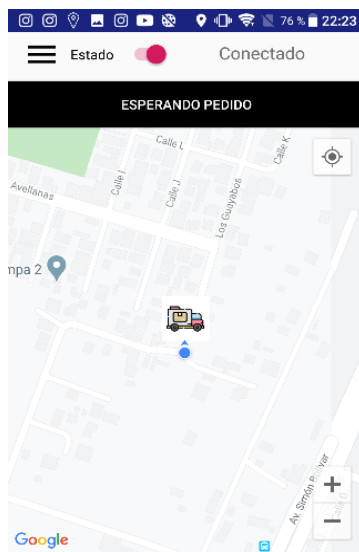 76 % 22:23
Estado Conectado
ESPERANDO PEDIDO
Calle L
Calle K
Calle I
Calle J
Avellanas
Los Guayabos
mpa 2
Av. Simón Bolívar
Calle O
Google